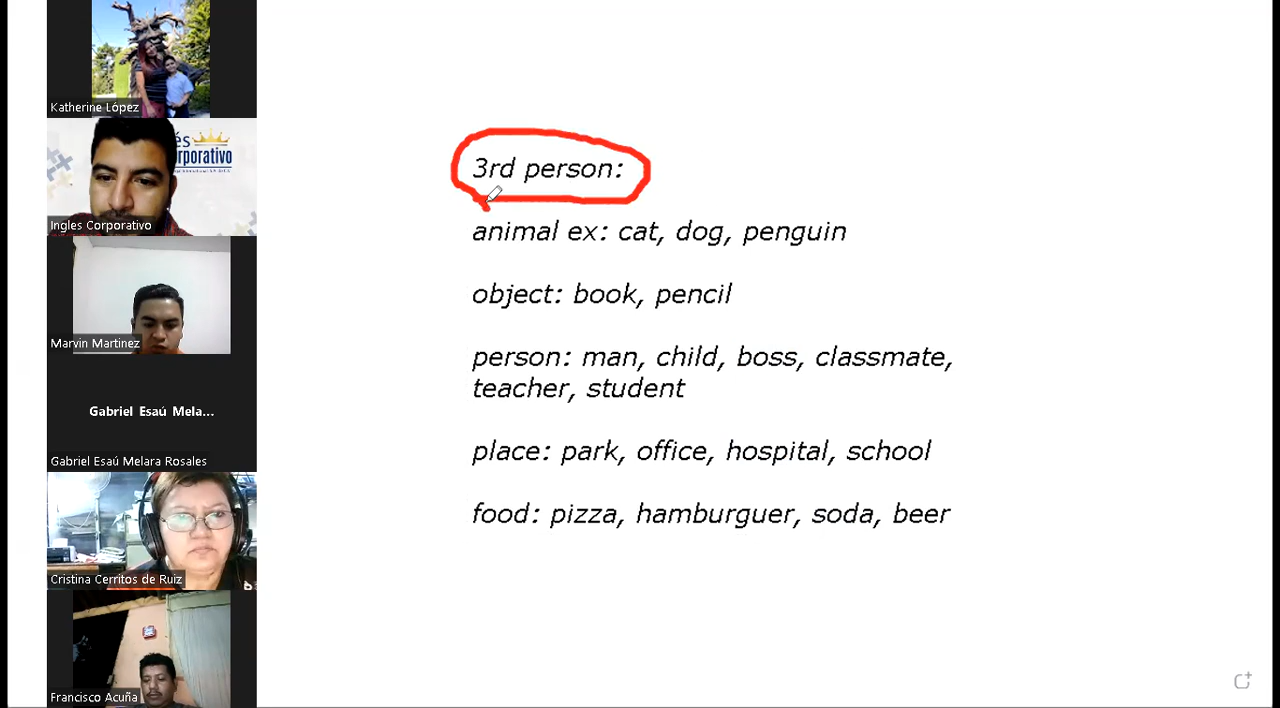 Katherine López
és
orporativo
Ingles Corporativo
Marvin Martinez
Gabriel Esaú Mela...
Gabriel Esaú Melara Rosales
Cristina Cerritos de Ruiz
Francisco Acuña
3rd person:
animal ex: cat, dog, penguin
object: book, pencil
person: man, child, boss, classmate,
teacher, student
place: park, office, hospital, school
food: pizza, hamburguer, soda, beer